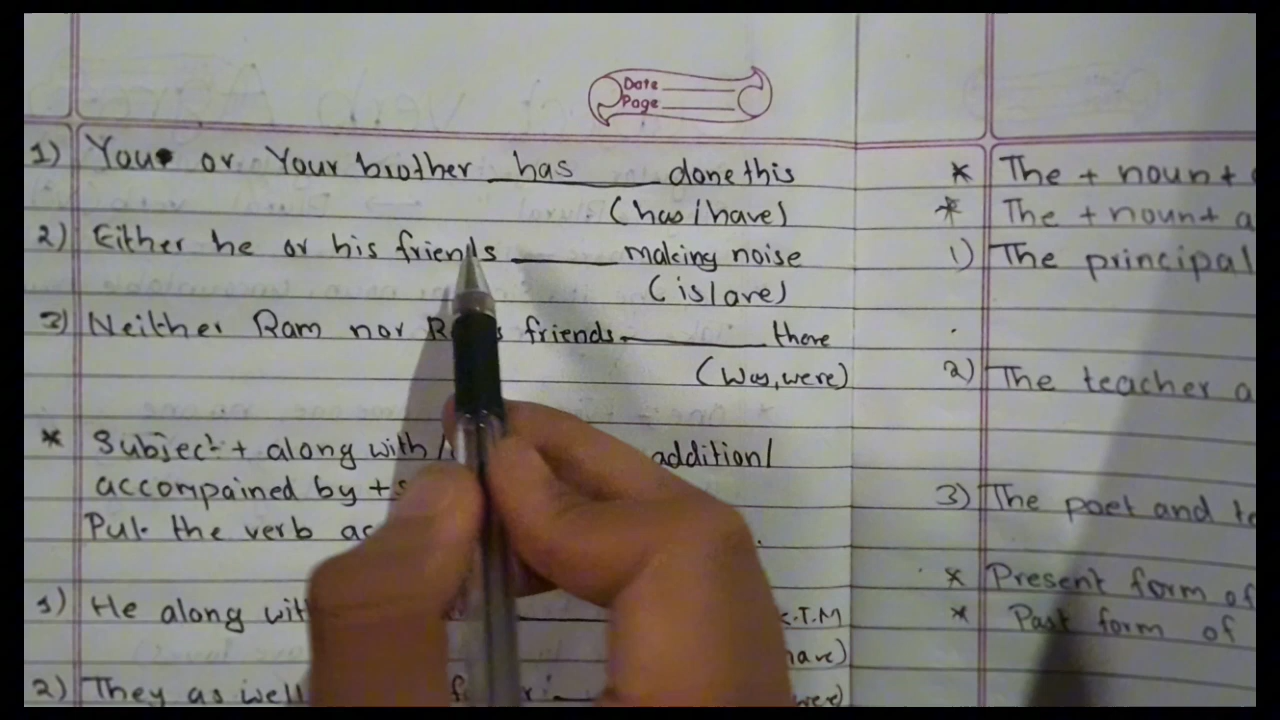 Date
Page
1) You or Your brother has done this
(has/have)
2) Either he or his friends ______ making noise
(is/are)
3) Neither Ram nor friends ______ there
(Was, were)
* Subject + along with / addition/
accompained by +
Put the verb
1) He along K.T.M
2) They as well
* The + noun +
* The + noun +
1) The principal
2) The teacher
3) The poet and
* Present form of
* Past form of